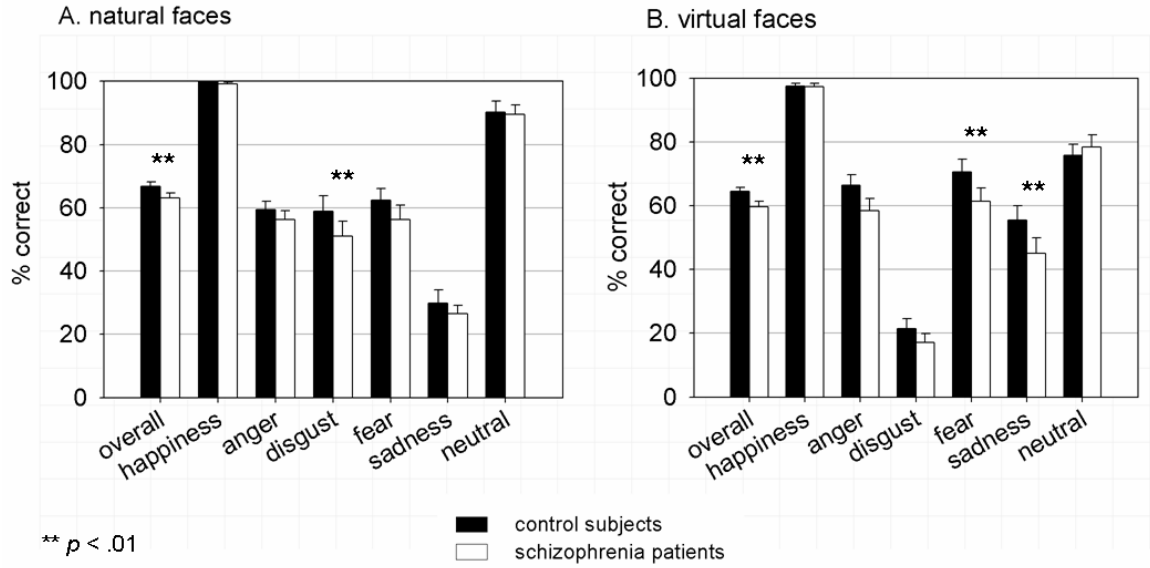 A. natural faces
% correct
100
80
60
40
20
0
**
**
overall
happiness
anger
disgust
fear
sadness
neutral
B. virtual faces
% correct
100
80
60
40
20
0
**
**
**
overall
happiness
anger
disgust
fear
sadness
neutral
** p < .01
control subjects
schizophrenia patients